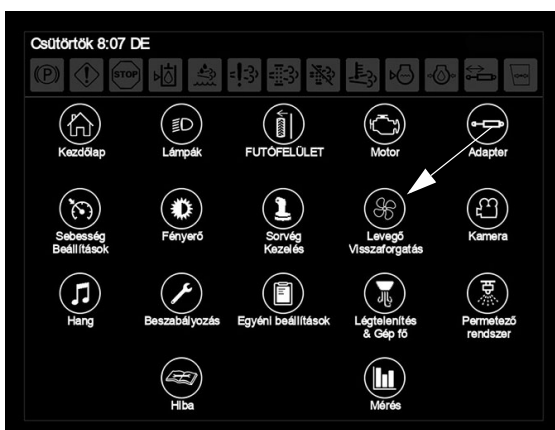 Csütörtök 8:07 DE
P
STOP
Kezdőlap
Lámpák
FUTÓFELÜLET
Motor
Adapter
Sebesség
Beállítások
Fényerő
Sorvég
Kezelés
Levegő
Visszaforgatás
Kamera
Hang
Beszabályozás
Egyéni beállítások
Légtelenítés
& Gép fő
Permetező
rendszer
Hiba
Mérés